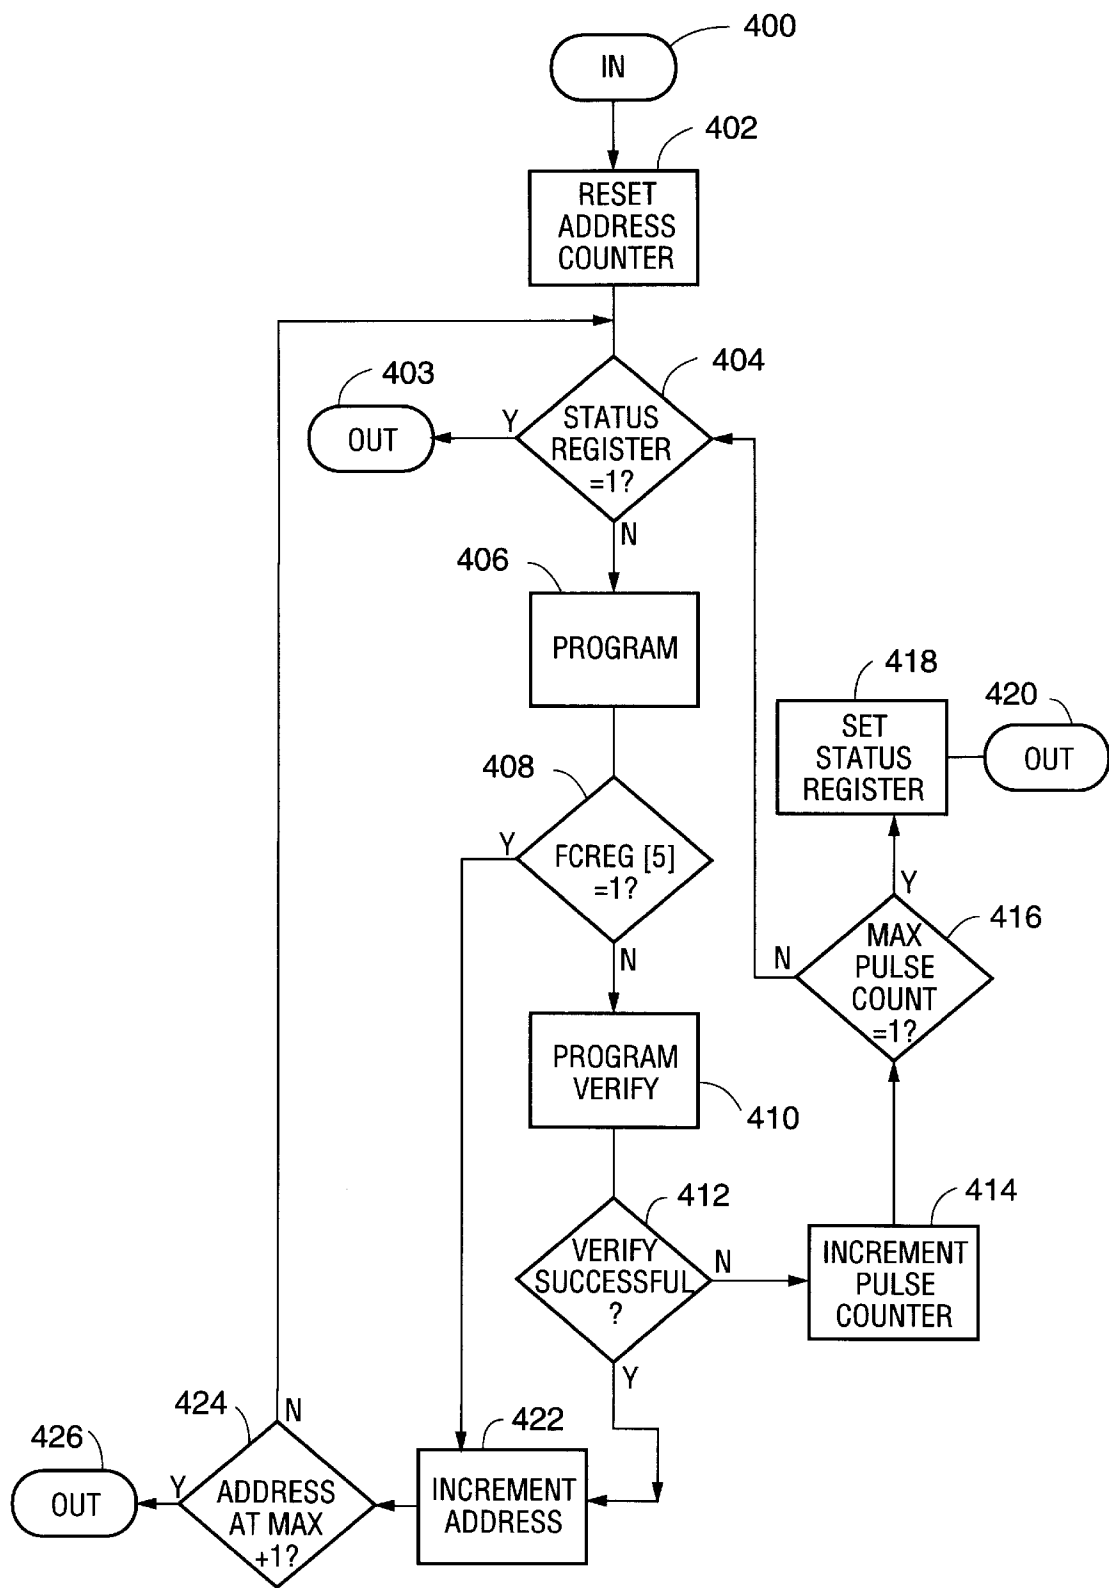 400
IN
402
RESET
ADDRESS
COUNTER
403
404
OUT
Y
STATUS
REGISTER
=1?
N
406
PROGRAM
418
420
SET
STATUS
REGISTER
OUT
408
Y
FCREG [5]
=1?
N
Y
416
N
MAX
PULSE
COUNT
=1?
PROGRAM
VERIFY
410
412
414
VERIFY
SUCCESSFUL
?
N
INCREMENT
PULSE
COUNTER
Y
424
N
422
426
OUT
Y
ADDRESS
AT MAX
+1?
INCREMENT
ADDRESS